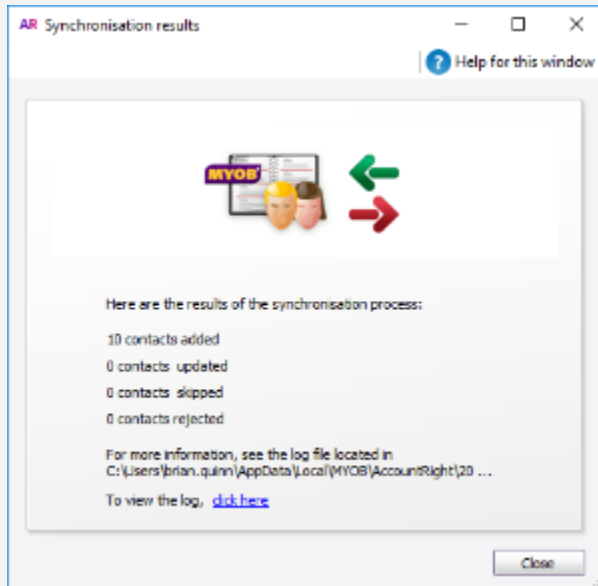 AR Synchronisation results
? Help for this window
MYOB
Here are the results of the synchronisation process:
10 contacts added
0 contacts updated
0 contacts skipped
0 contacts rejected
For more information, see the log file located in
C:\Users\brian.quinn\AppData\Local\MYOB\AccountRight\20 ...
To view the log, click here
Close